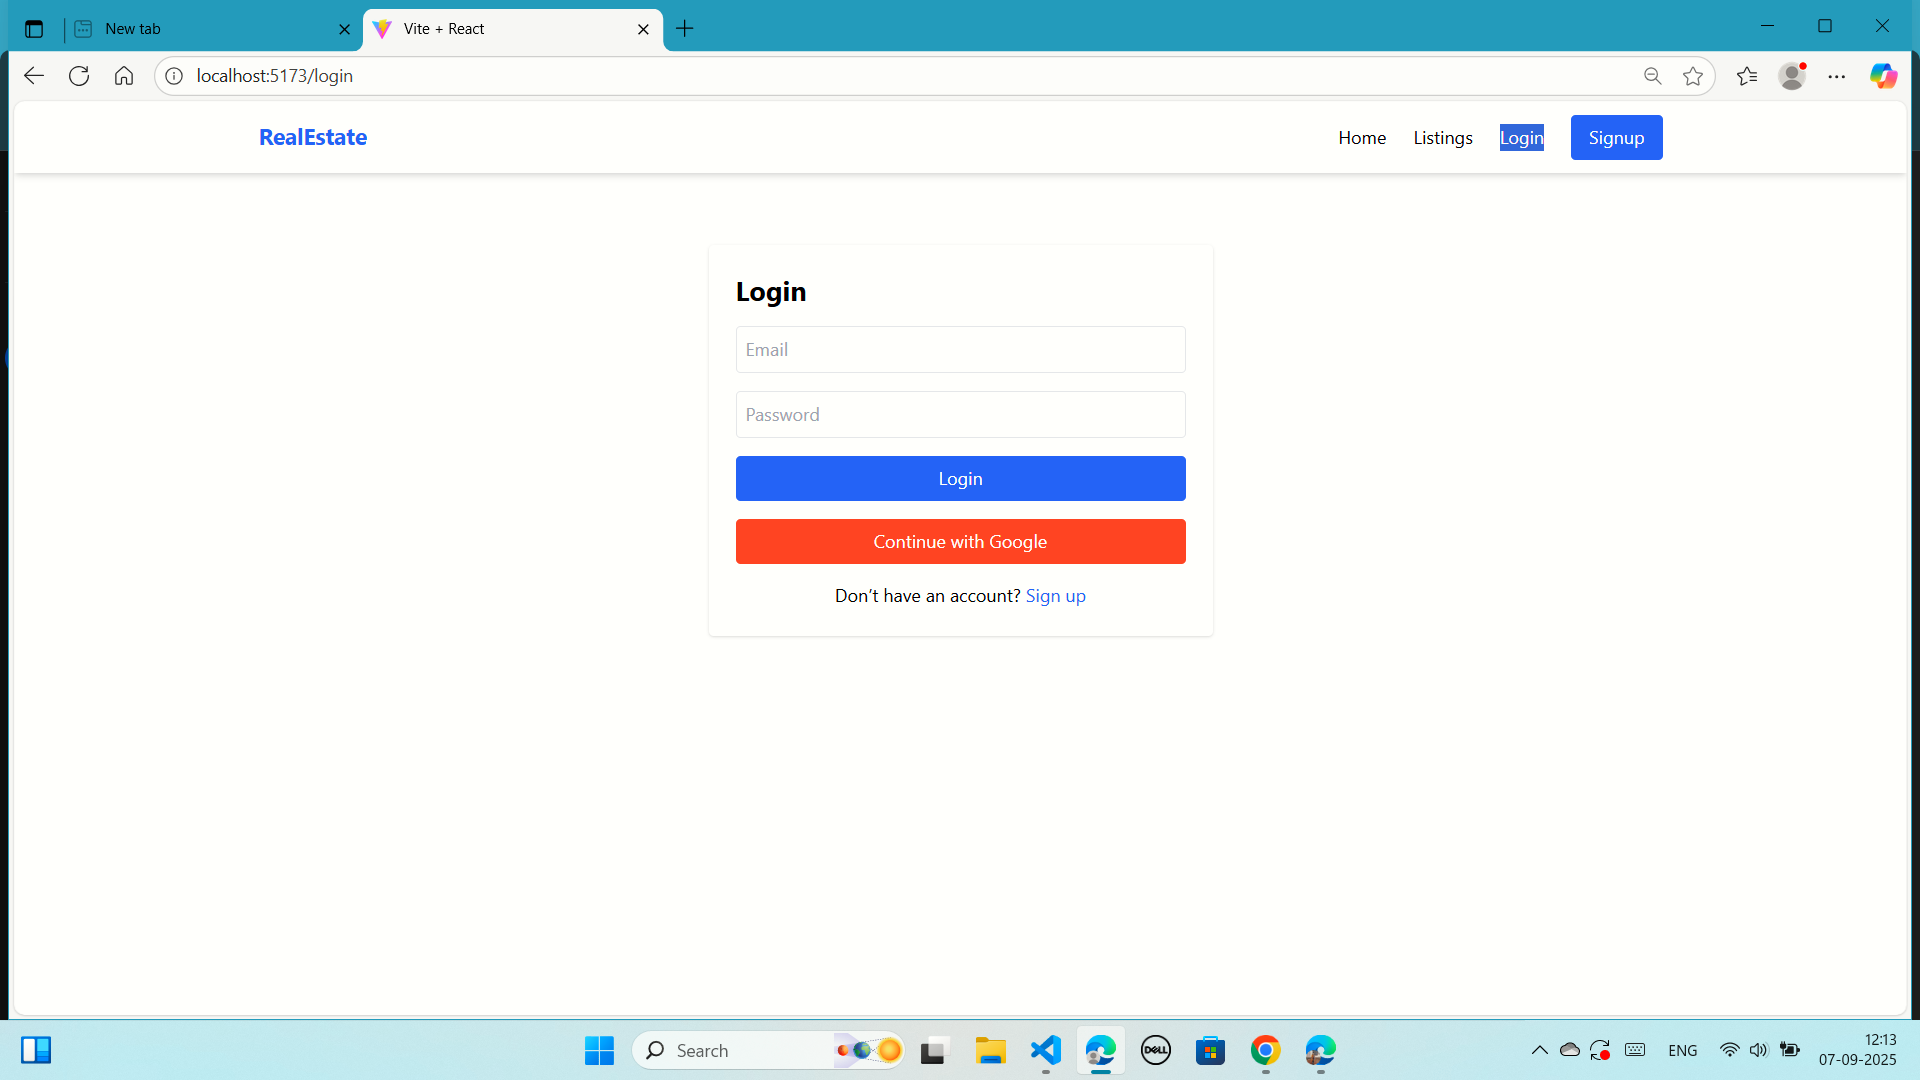 New tab
Vite + React
localhost:5173/login
RealEstate
Home Listings Login Signup
Login
Email
Password
Login
Continue with Google
Don't have an account? Sign up
Search
DELL
ENG
12:13
07-09-2025